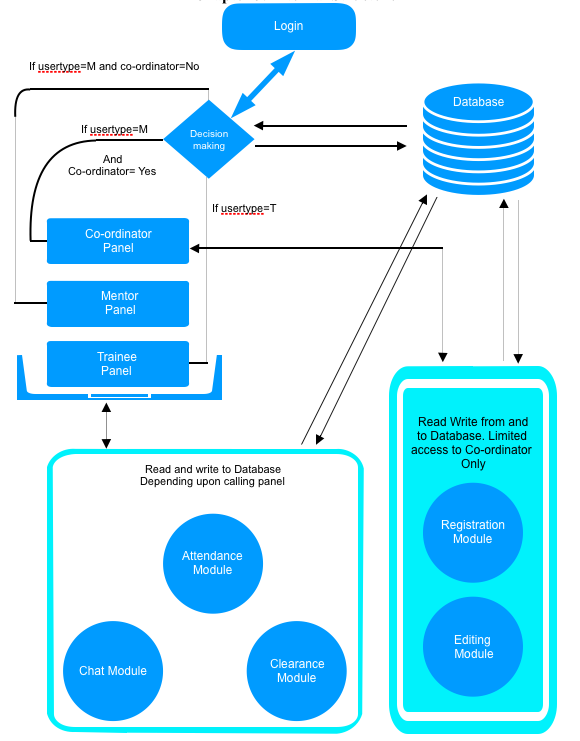 Login
If usertype=M and co-ordinator=No
Database
If usertype=M
Decision
making
And
Co-ordinator= Yes
If usertype=T
Co-ordinator
Panel
Mentor
Panel
Trainee
Panel
Read Write from and
to Database. Limited
access to Co-ordinator
Only
Read and write to Database
Depending upon calling panel
Registration
Module
Attendance
Module
Editing
Module
Chat Module
Clearance
Module